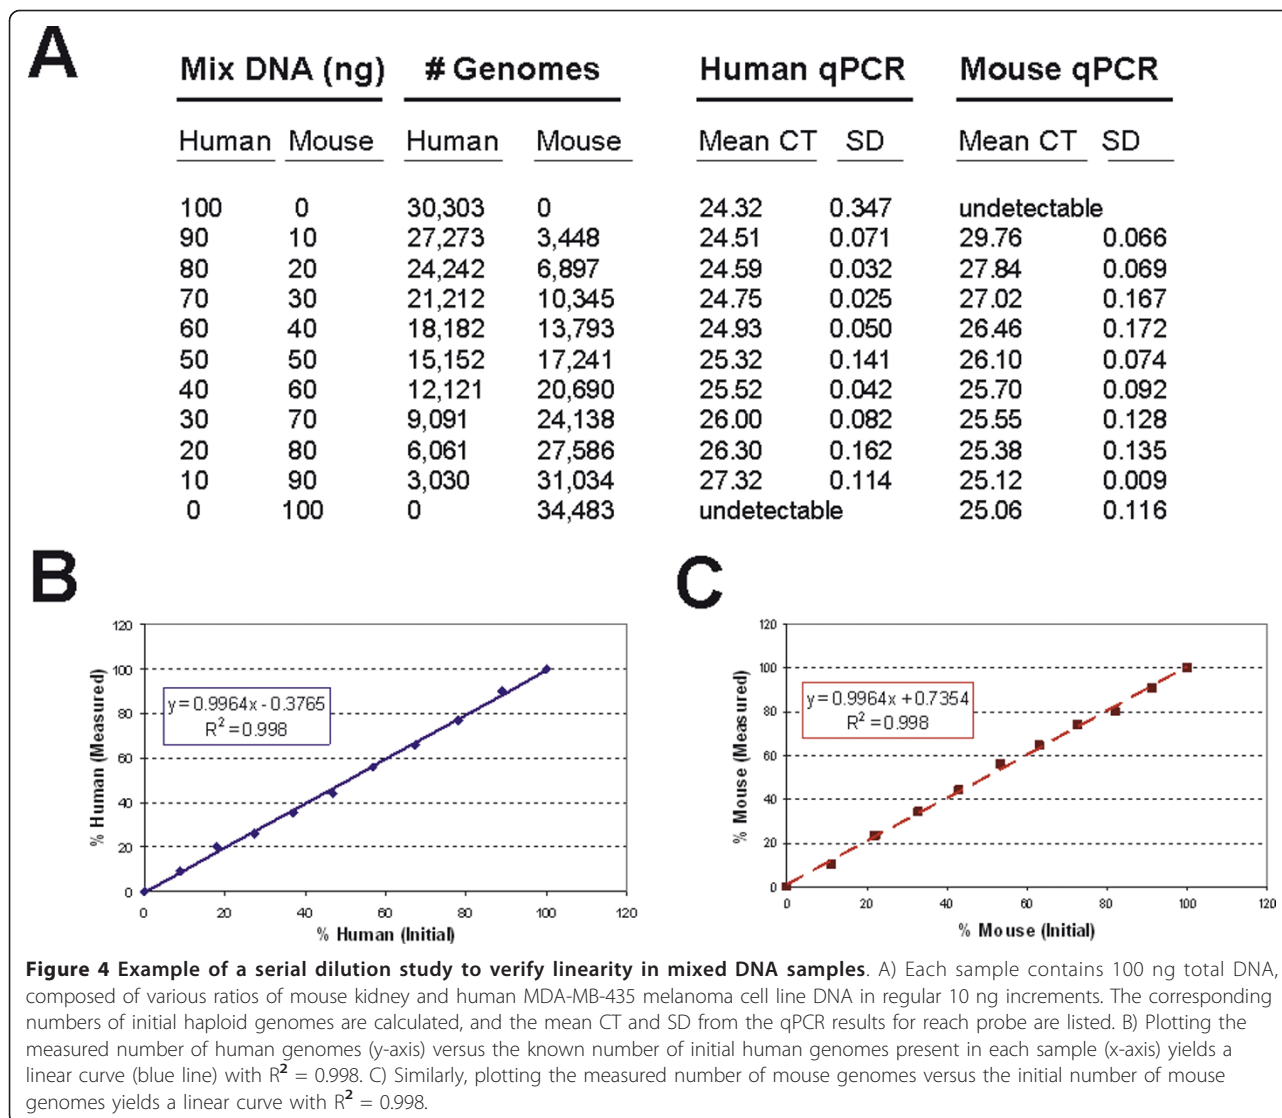 A
Mix DNA (ng) # Genomes Human qPCR Mouse qPCR
Human Mouse Human Mouse Mean CT SD Mean CT SD
100 0 30,303 0 24.32 0.347 undetectable
90 10 27,273 3,448 24.51 0.071 29.76 0.066
80 20 24,242 6,897 24.59 0.032 27.84 0.069
70 30 21,212 10,345 24.75 0.025 27.02 0.167
60 40 18,182 13,793 24.93 0.050 26.46 0.172
50 50 15,152 17,241 25.32 0.141 26.10 0.074
40 60 12,121 20,690 25.52 0.042 25.70 0.092
30 70 9,091 24,138 26.00 0.082 25.55 0.128
20 80 6,061 27,586 26.30 0.162 25.38 0.135
10 90 3,030 31,034 27.32 0.114 25.12 0.009
0 100 0 34,483 undetectable 25.06 0.116
B
120
100
80
60
40
20
0
% Human (Measured)
y = 0.9964x - 0.3765
R² = 0.998
0 20 40 60 80 100 120
% Human (Initial)
C
120
100
80
60
40
20
0
% Mouse (Measured)
y = 0.9964x + 0.7354
R² = 0.998
0 20 40 60 80 100 120
% Mouse (Initial)
Figure 4 Example of a serial dilution study to verify linearity in mixed DNA samples. A) Each sample contains 100 ng total DNA,
composed of various ratios of mouse kidney and human MDA-MB-435 melanoma cell line DNA in regular 10 ng increments. The corresponding
numbers of initial haploid genomes are calculated, and the mean CT and SD from the qPCR results for reach probe are listed. B) Plotting the
measured number of human genomes (y-axis) versus the known number of initial human genomes present in each sample (x-axis) yields a
linear curve (blue line) with R² = 0.998. C) Similarly, plotting the measured number of mouse genomes versus the initial number of mouse
genomes yields a linear curve with R² = 0.998.